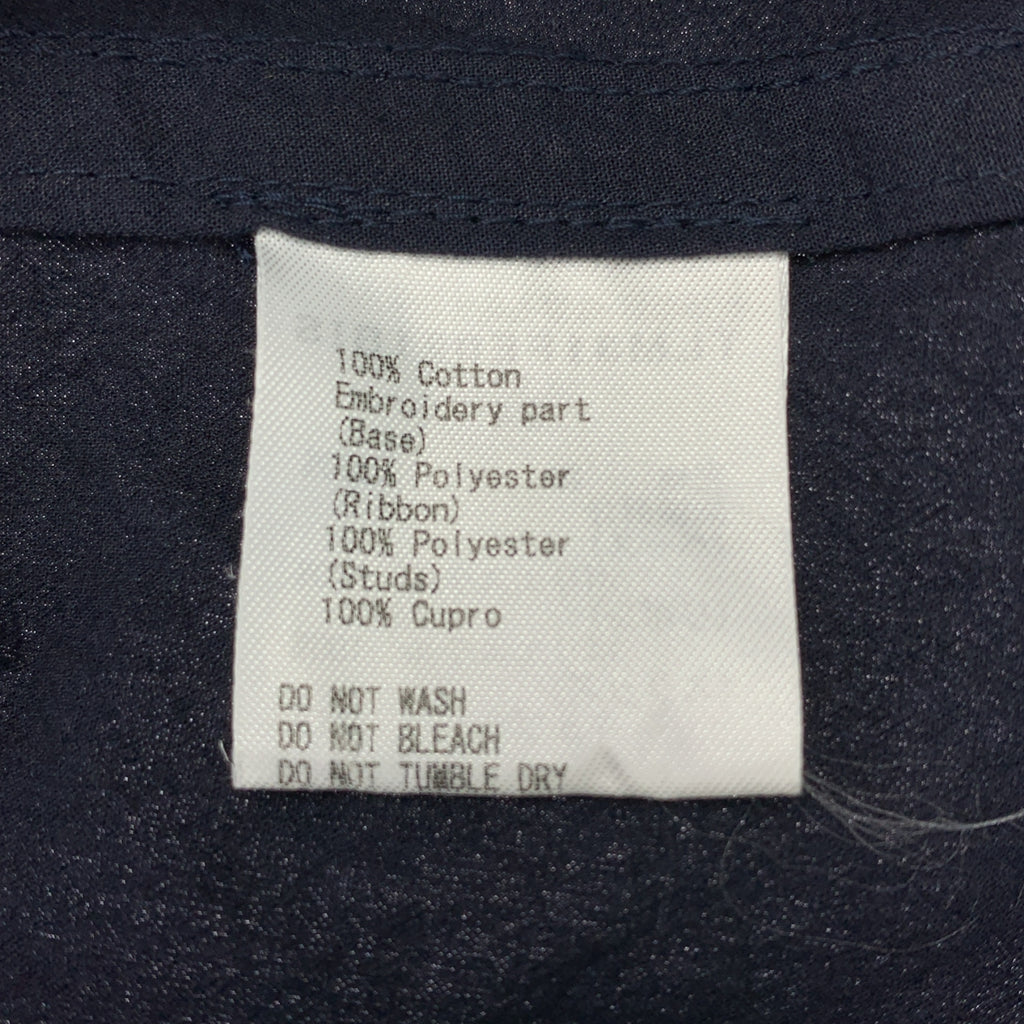 100% Cotton
Embroidery part
(Base)
100% Polyester
(Ribbon)
100% Polyester
(Studs)
100% Cupro
DO NOT WASH
DO NOT BLEACH
DO NOT TUMBLE DRY